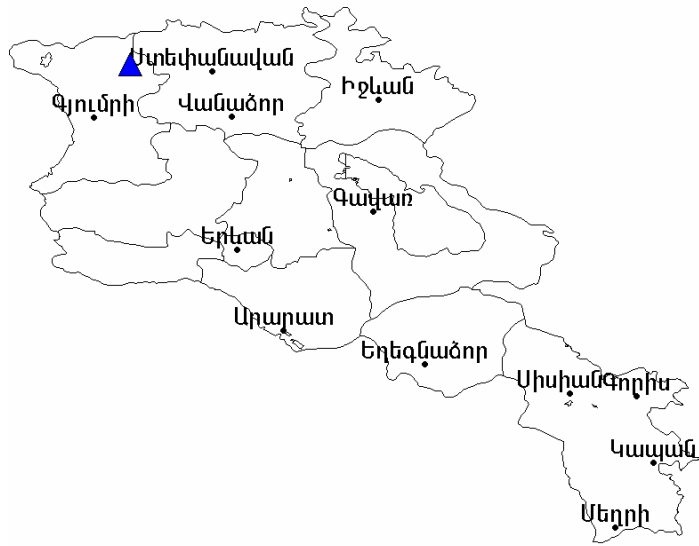 Ստեփանավան
Իջևան
Գյումրի
Վանաձոր
Գավառ
Երևան
Արարատ
Եղեգնաձոր
Սիսիան
Գորիս
Կապան
Մեղրի